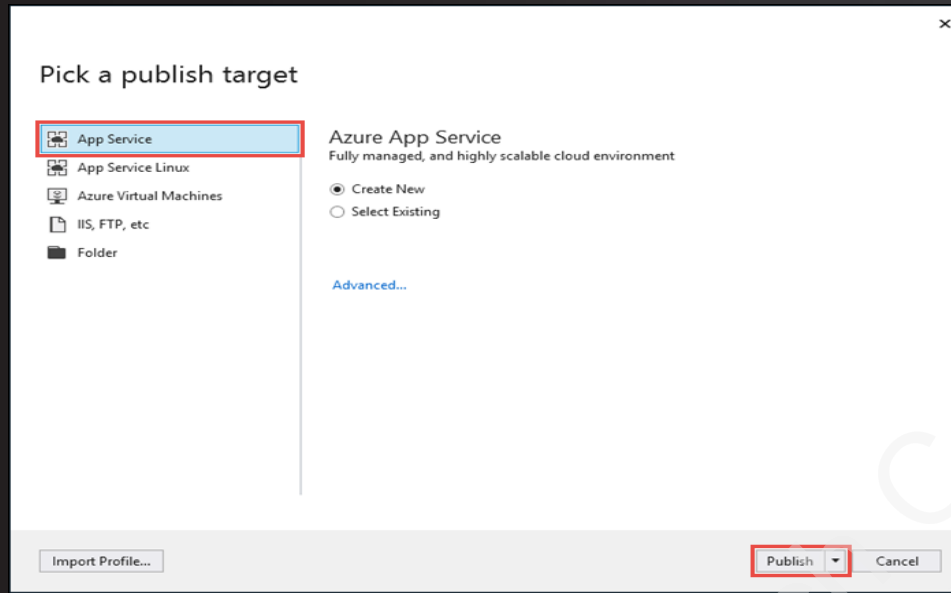 Pick a publish target
App Service
App Service Linux
Azure Virtual Machines
IIS, FTP, etc
Folder
Azure App Service
Fully managed, and highly scalable cloud environment
Create New
Select Existing
Advanced...
Import Profile...
Publish
Cancel